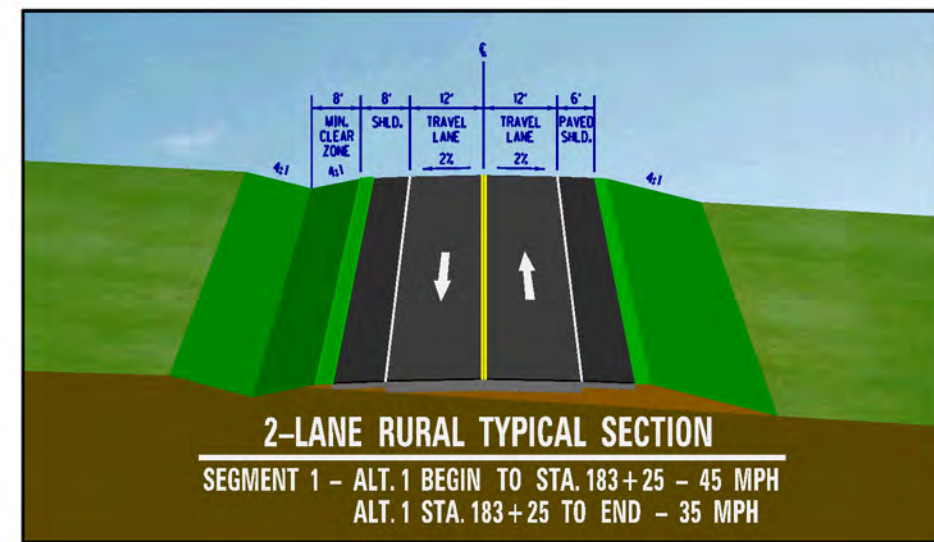 ℄
8' 8' 12' 12' 6'
MIN. CLEAR ZONE
SHLD.
TRAVEL LANE
TRAVEL LANE
PAVED SHLD.
2% 2%
4:1 4:1 4:1
2-LANE RURAL TYPICAL SECTION
SEGMENT 1 - ALT. 1 BEGIN TO STA. 183+25 - 45 MPH
ALT. 1 STA. 183+25 TO END - 35 MPH